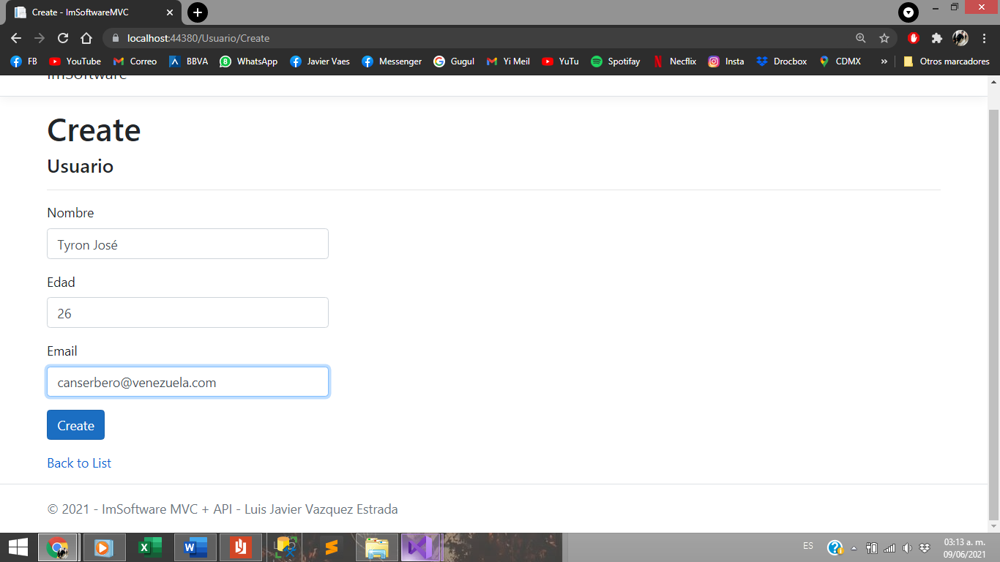 Create - ImSoftwareMVC
localhost:44380/Usuario/Create
FB YouTube Correo BBVA WhatsApp Javier Vaes Messenger Gugul Yi Meil YuTu Spotifay Necflix Insta Drocbox CDMX » Otros marcadores
ImSoftware
Create
Usuario
Nombre
Tyron José
Edad
26
Email
canserbero@venezuela.com
Create
Back to List
© 2021 - ImSoftware MVC + API - Luis Javier Vazquez Estrada
ES
03:13 a. m.
09/06/2021